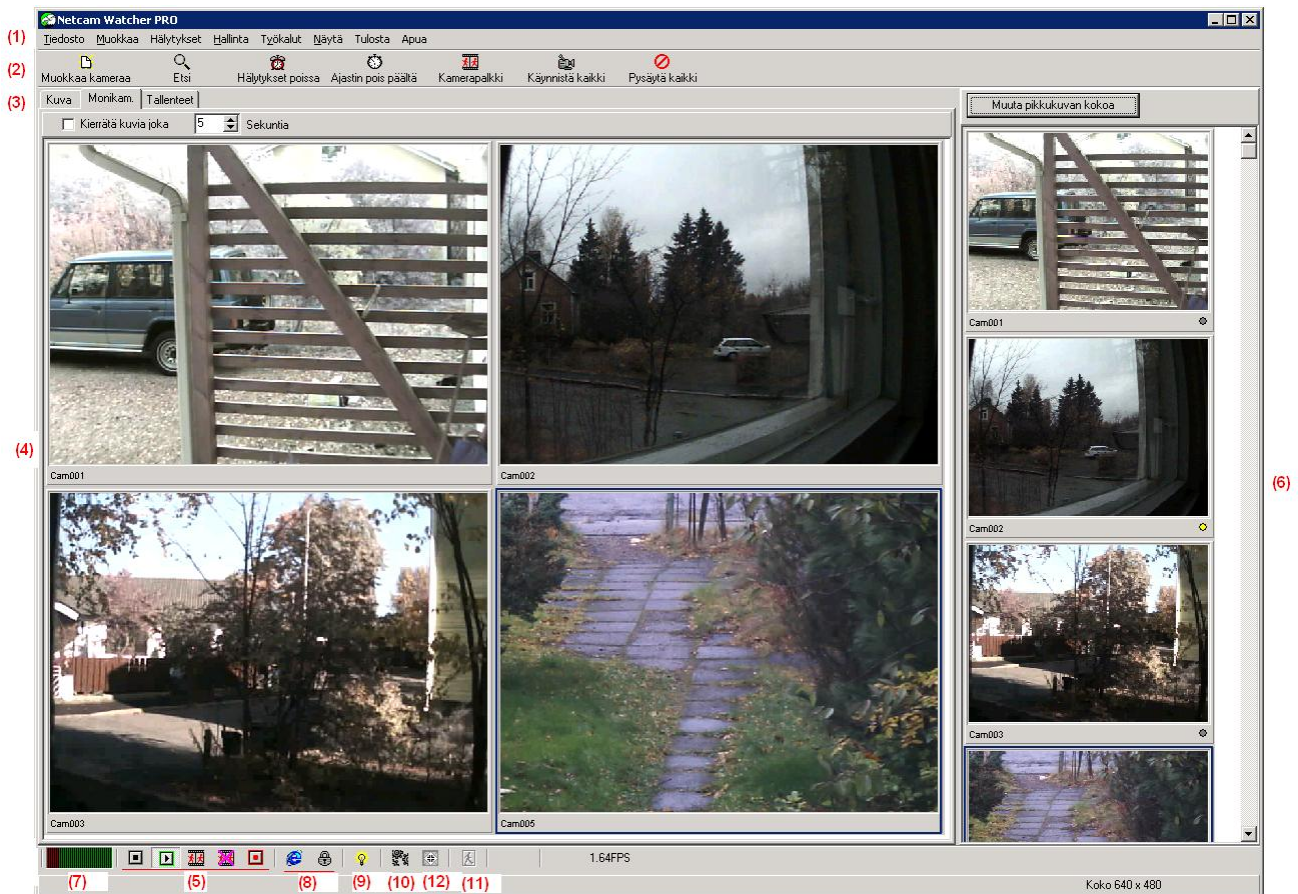 Netcam Watcher PRO
(1) Tiedosto Muokkaa Hälytykset Hallinta Työkalut Näytä Tulosta Apua
(2) Muokkaa kameraa Etsi Hälytykset poissa Ajastin pois päältä Kamerapalkki Käynnistä kaikki Pysäytä kaikki
(3) Kuva Monikam. Tallenteet
Muuta pikkukuvan kokoa
Kierrätä kuvia joka 5 Sekuntia
Cam001
(4)
Cam001 Cam002
(6)
Cam002
Cam003
Cam003 Cam005
1.64FPS
(7) (5) (8) (9) (10) (12) (11)
Koko 640 x 480